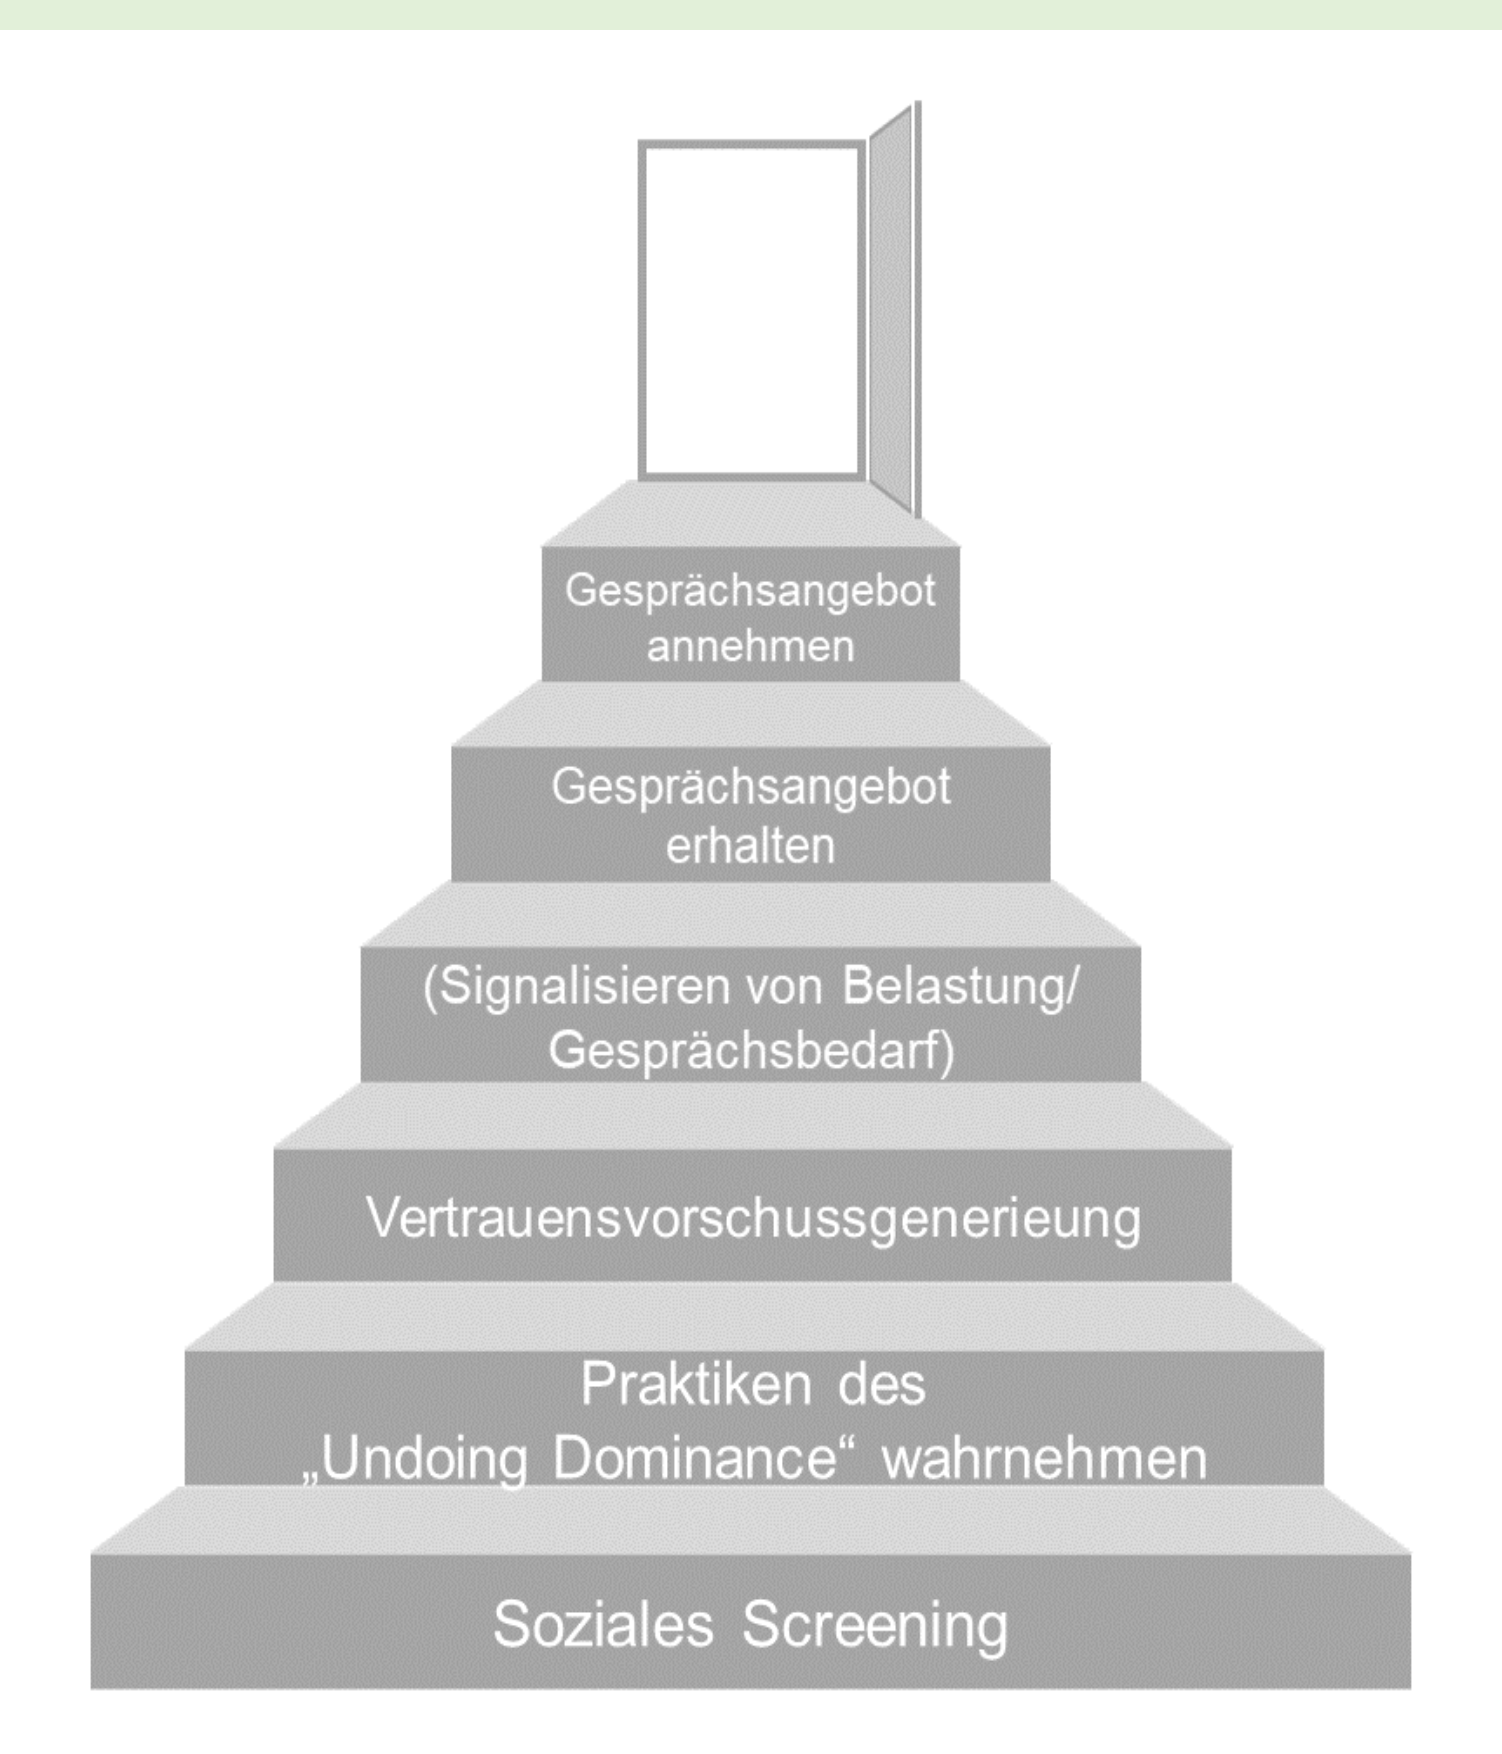 Gesprächsangebot
annehmen
Gesprächsangebot
erhalten
(Signalisieren von Belastung/
Gesprächsbedarf)
Vertrauensvorschussgenerieung
Praktiken des
„Undoing Dominance“ wahrnehmen
Soziales Screening